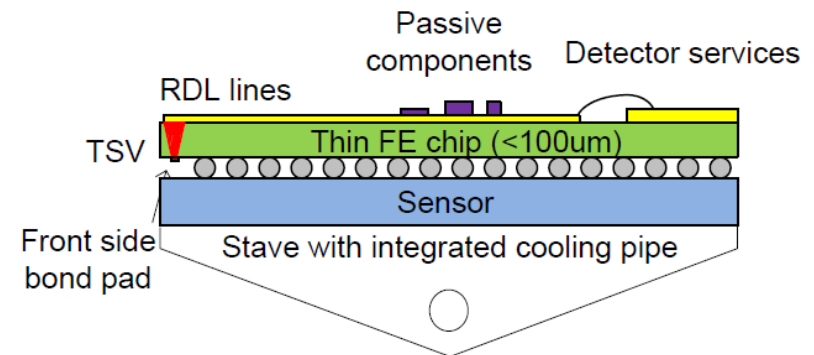 Passive
components
Detector services
RDL lines
TSV
Thin FE chip (<100um)
Sensor
Front side
bond pad
Stave with integrated cooling pipe